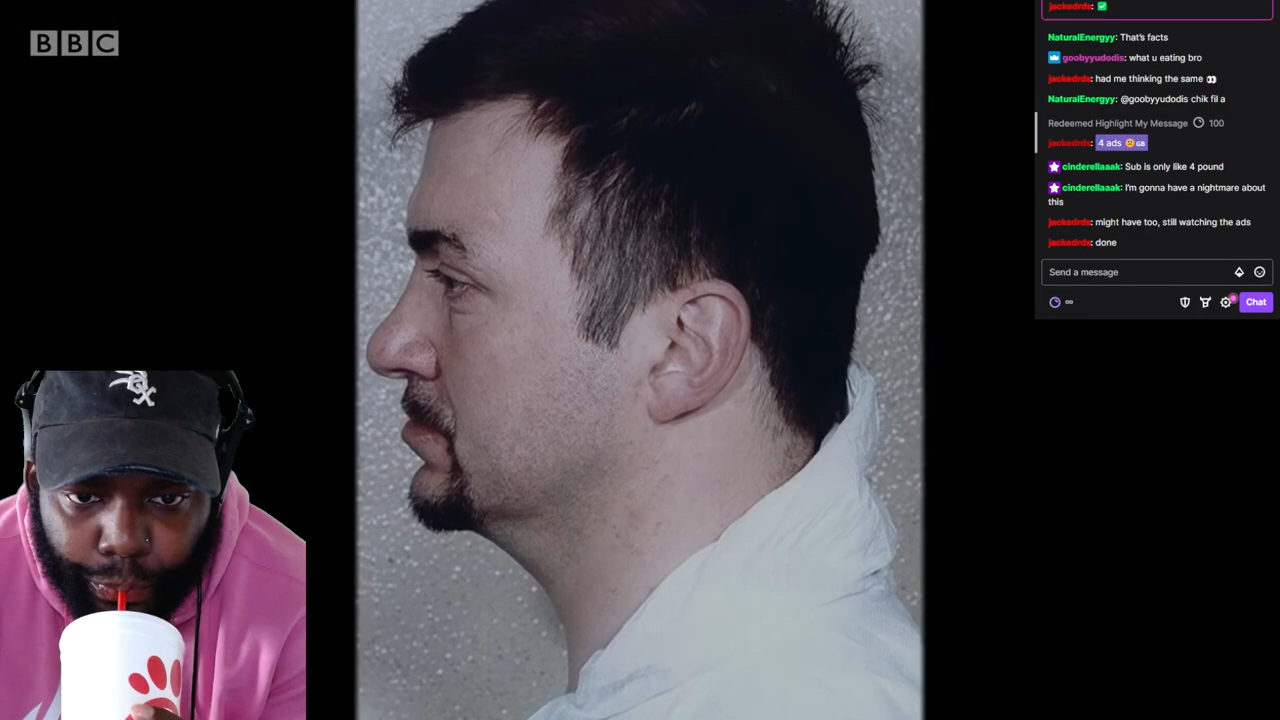 BBC
jackedrds: ✅
NaturalEnergyy: That's facts
goobyyudodis: what u eating bro
jackedrds: had me thinking the same 👀
NaturalEnergyy: @goobyyudodis chik fil a
Redeemed Highlight My Message 100
jackedrds: 4 ads
cinderellaaak: Sub is only like 4 pound
cinderellaaak: I'm gonna have a nightmare about
this
jackedrds: might have too, still watching the ads
jackedrds: done
Send a message
∞
Chat